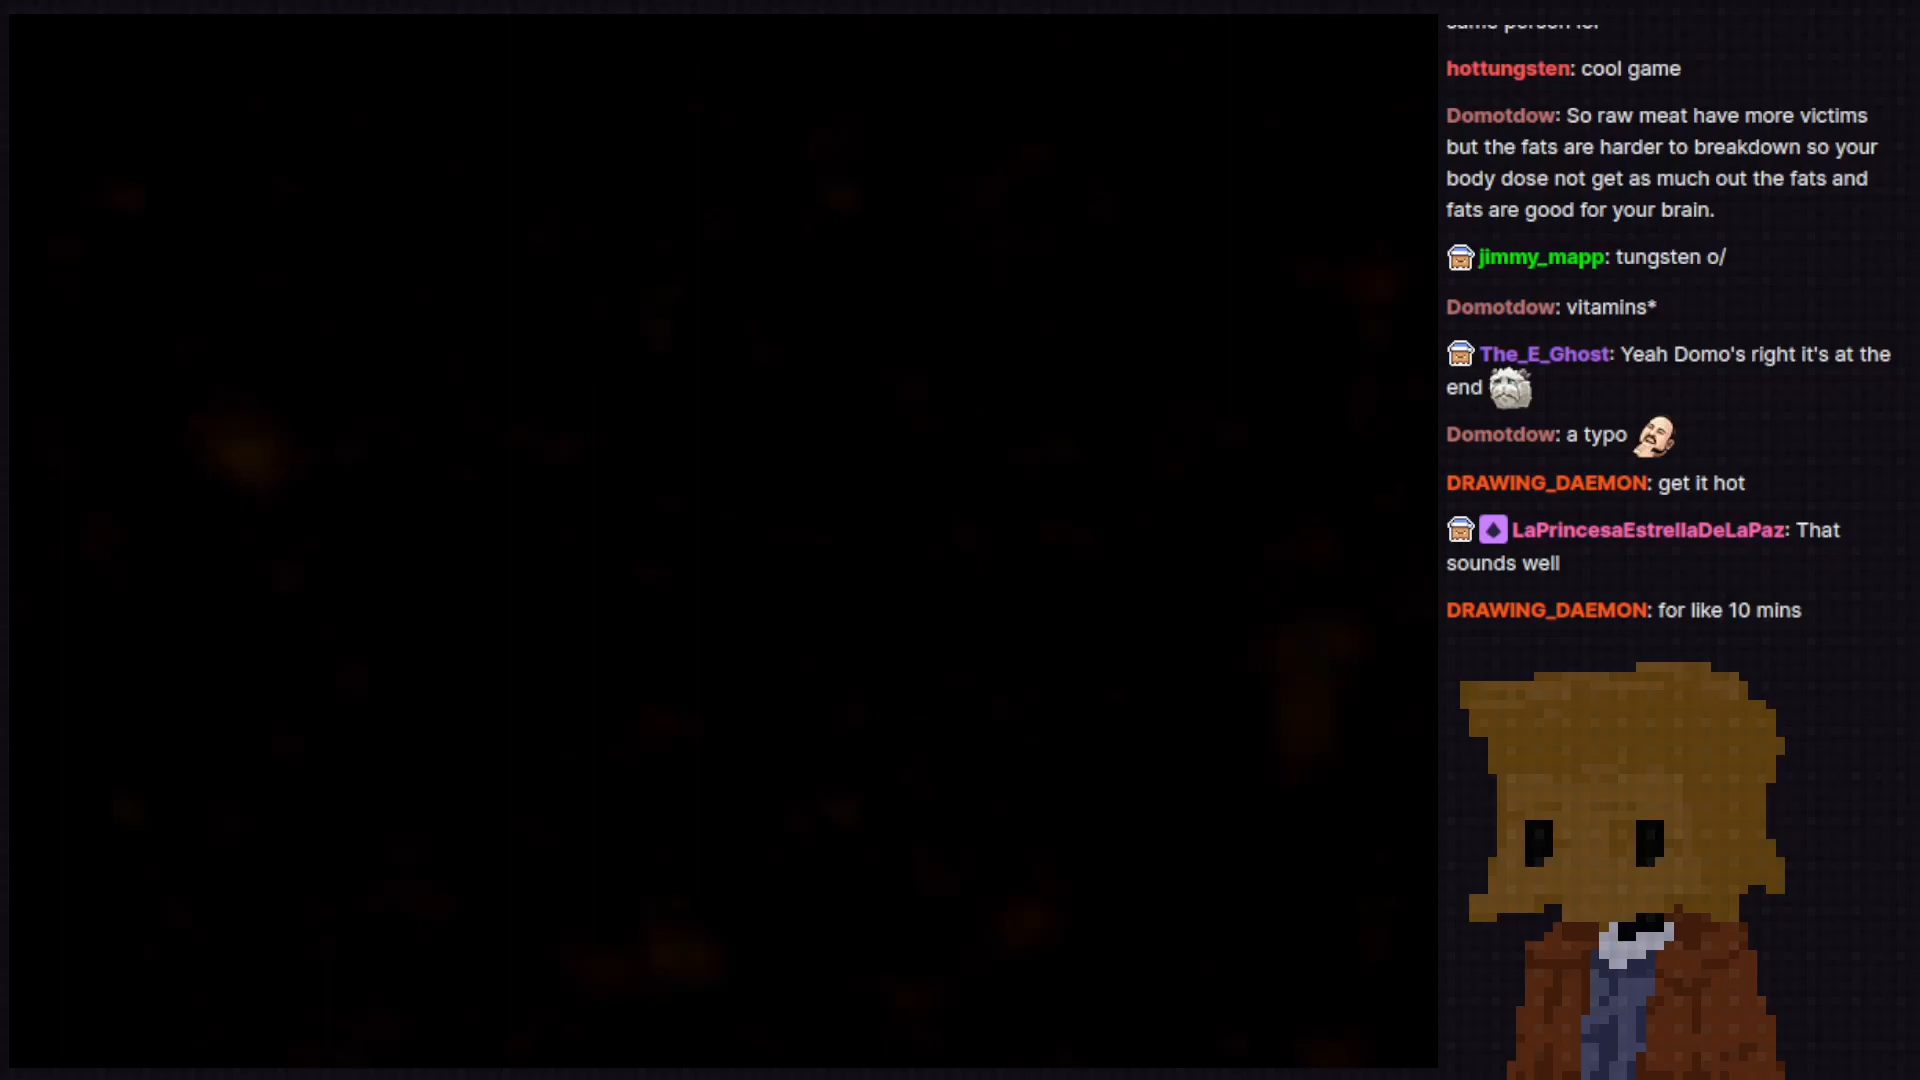 hottungsten: cool game
Domotdow: So raw meat have more victims
but the fats are harder to breakdown so your
body dose not get as much out the fats and
fats are good for your brain.
jimmy_mapp: tungsten o/
Domotdow: vitamins*
The_E_Ghost: Yeah Domo's right it's at the
end
Domotdow: a typo
DRAWING_DAEMON: get it hot
LaPrincesaEstrellaDeLaPaz: That
sounds well
DRAWING_DAEMON: for like 10 mins